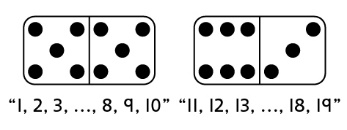 “1, 2, 3, ..., 8, 9, 10” “11, 12, 13, ..., 18, 19”